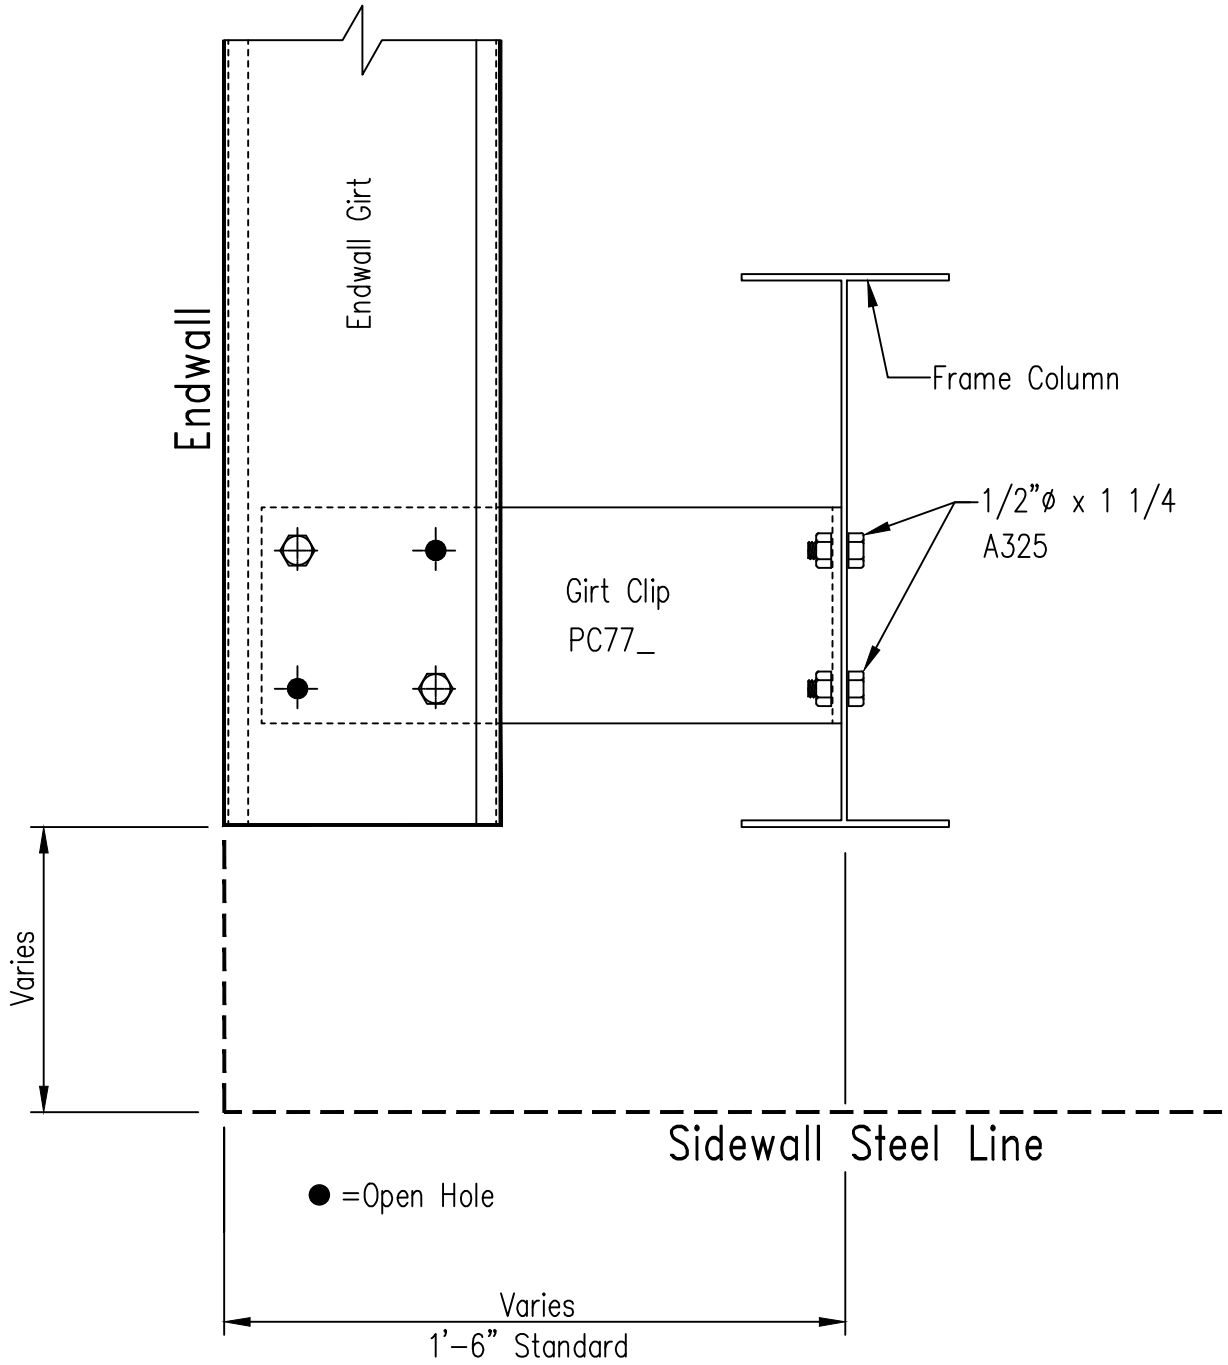 Endwall Girt
Endwall
Frame Column
1/2"ø x 1 1/4
A325
Girt Clip
PC77_
Varies
Sidewall Steel Line
=Open Hole
Varies
1'-6" Standard